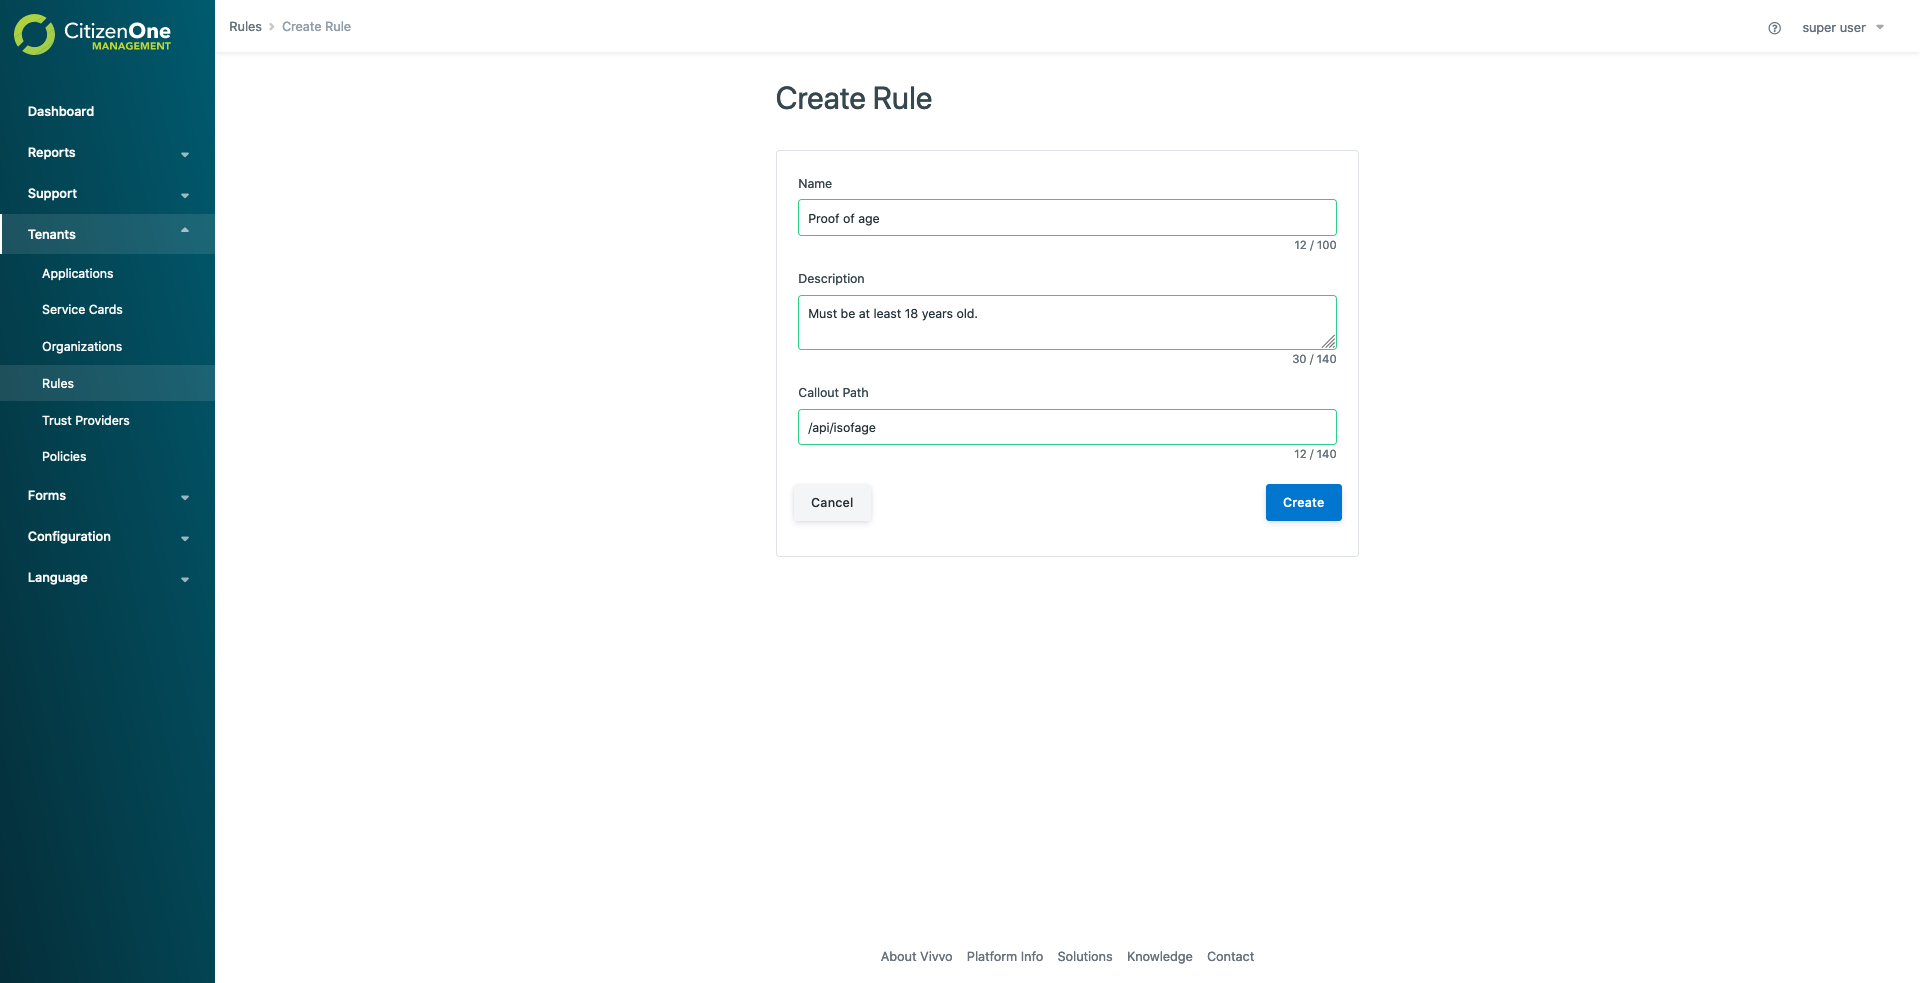 CitizenOne
MANAGEMENT
Rules > Create Rule
super user
Dashboard
Reports
Support
Tenants
Applications
Service Cards
Organizations
Rules
Trust Providers
Policies
Forms
Configuration
Language
Create Rule
Name
Proof of age
12 / 100
Description
Must be at least 18 years old.
30 / 140
Callout Path
/api/isofage
12 / 140
Cancel
Create
About Vivvo Platform Info Solutions Knowledge Contact